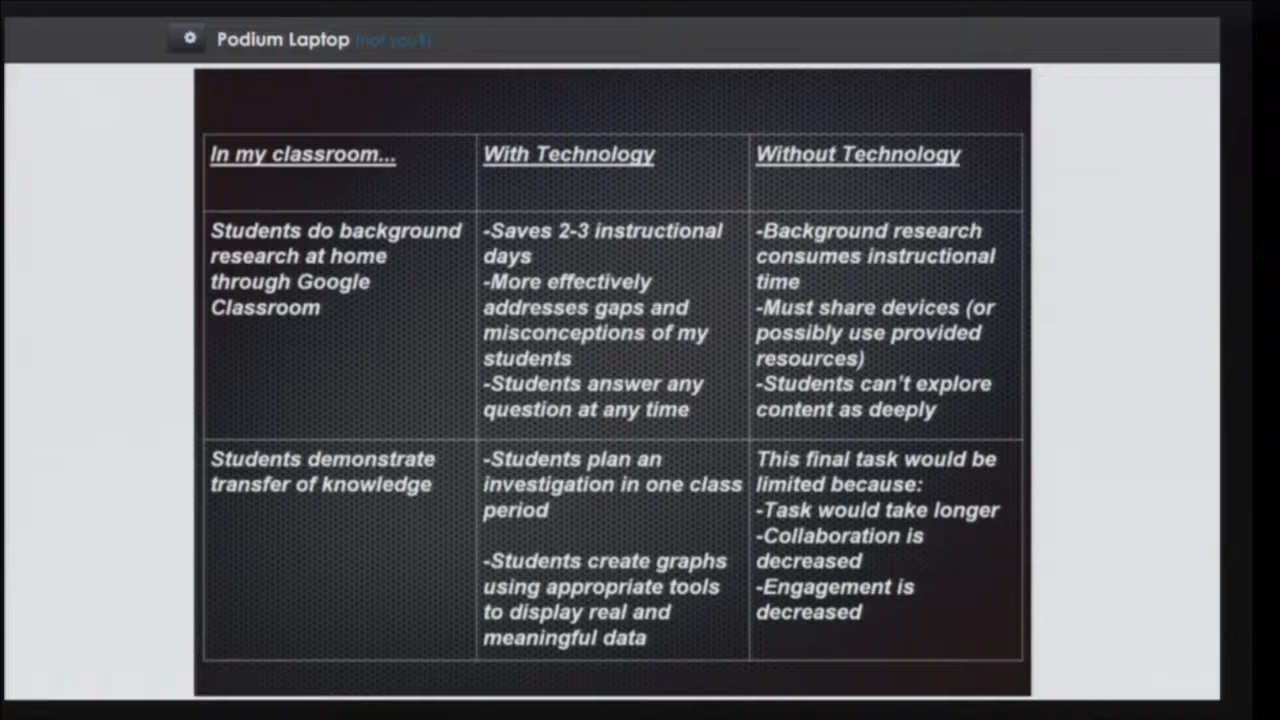 Podium Laptop (not you?)
In my classroom...
With Technology
Without Technology
Students do background
research at home
through Google
Classroom
-Saves 2-3 instructional
days
-More effectively
addresses gaps and
misconceptions of my
students
-Students answer any
question at any time
-Background research
consumes instructional
time
-Must share devices (or
possibly use provided
resources)
-Students can't explore
content as deeply
Students demonstrate
transfer of knowledge
-Students plan an
investigation in one class
period
-Students create graphs
using appropriate tools
to display real and
meaningful data
This final task would be
limited because:
-Task would take longer
-Collaboration is
decreased
-Engagement is
decreased